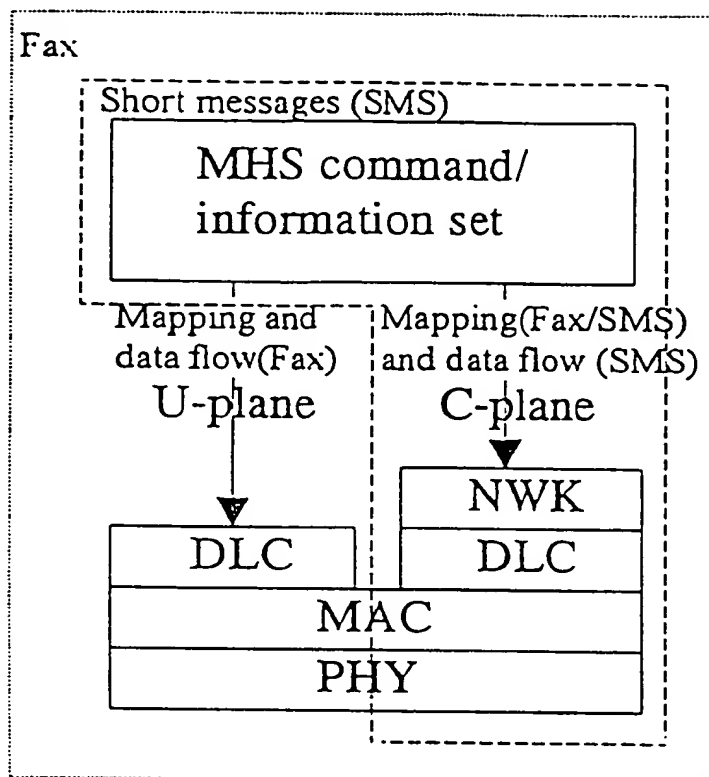 Fax
Short messages (SMS)
MHS command/
information set
Mapping and
data flow(Fax)
U-plane
Mapping(Fax/SMS)
and data flow (SMS)
C-plane
NWK
DLC
DLC
MAC
PHY